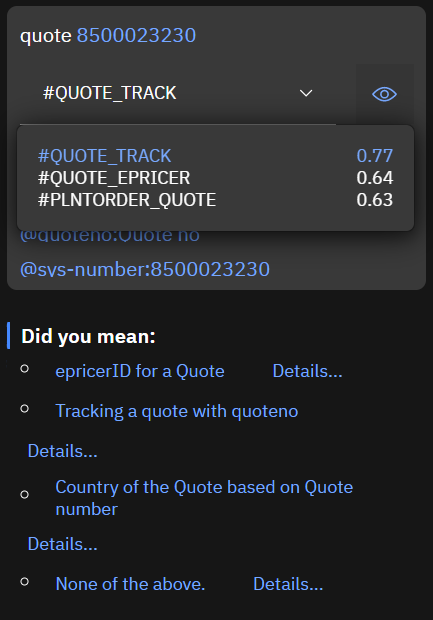 quote 8500023230
#QUOTE_TRACK
#QUOTE_TRACK 0.77
#QUOTE_EPRICER 0.64
#PLNTORDER_QUOTE 0.63
@quoteno:Quote no
@sys-number:8500023230
Did you mean:
epricerID for a Quote Details...
Tracking a quote with quoteno
Details...
Country of the Quote based on Quote
number
Details...
None of the above. Details...